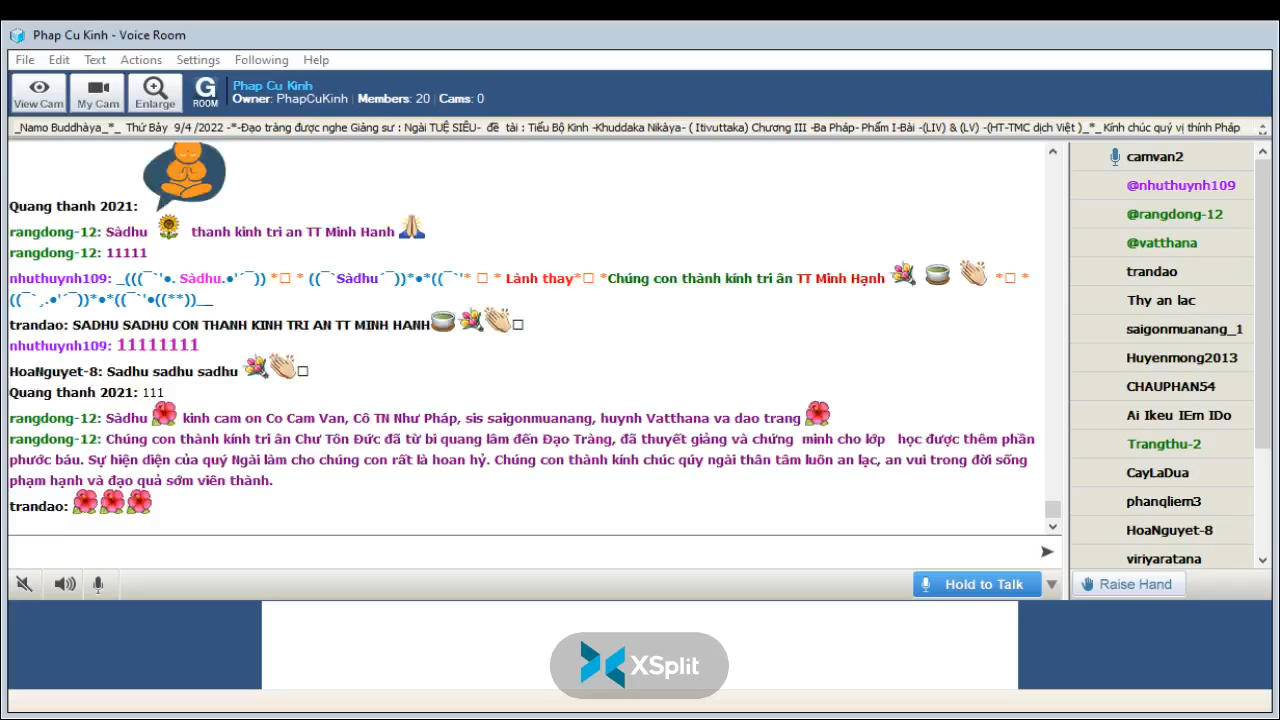 Phap Cu Kinh - Voice Room
File Edit Text Actions Settings Following Help
View Cam
My Cam
Enlarge
G
ROOM
Phap Cu Kinh
Owner: PhapCuKinh Members: 20 Cams: 0
_Namo Buddhàya_*_ Thứ Bảy 9/4 /2022 -*-Đạo tràng được nghe Giảng sư : Ngài TUỆ SIÊU- đề tài : Tiểu Bộ Kinh -Khuddaka Nikàya- ( Itivuttaka) Chương III -Ba Pháp- Phẩm I-Bài -(LIV) & (LV) -(HT-TMC dịch Việt )_*_ Kính chúc quý vị thính Pháp
Quang thanh 2021:
rangdong-12: Sàdhu thanh kinh tri an TT Minh Hanh
rangdong-12: 11111
nhuthuynh109: _(((¯`'•. Sàdhu.•'´¯)) *□ * ((¯`Sàdhu´¯))*•*((¯`'* □ * Lành thay*□ *Chúng con thành kính tri ân TT Minh Hạnh *□ *
((¯`¸.•'´¯))*•*((¯`'•((**))__
trandao: SADHU SADHU CON THANH KINH TRI AN TT MINH HANH □
nhuthuynh109: 11111111
HoaNguyet-8: Sadhu sadhu sadhu □
Quang thanh 2021: 111
rangdong-12: Sàdhu kinh cam on Co Cam Van, Cô TN Như Pháp, sis saigonmuanang, huynh Vatthana va dao trang
rangdong-12: Chúng con thành kính tri ân Chư Tôn Đức đã từ bi quang lâm đến Đạo Tràng, đã thuyết giảng và chứng minh cho lớp học được thêm phần
phước báu. Sự hiện diện của quý Ngài làm cho chúng con rất là hoan hỷ. Chúng con thành kính chúc qúy ngài thân tâm luôn an lạc, an vui trong đời sống
phạm hạnh và đạo quả sớm viên thành.
trandao:
camvan2
@nhuthuynh109
@rangdong-12
@vatthana
trandao
Thy an lac
saigonmuanang_1
Huyenmong2013
CHAUPHAN54
Ai Ikeu IEm IDo
Trangthu-2
CayLaDua
phanqliem3
HoaNguyet-8
viriyaratana
Hold to Talk
Raise Hand
XSplit